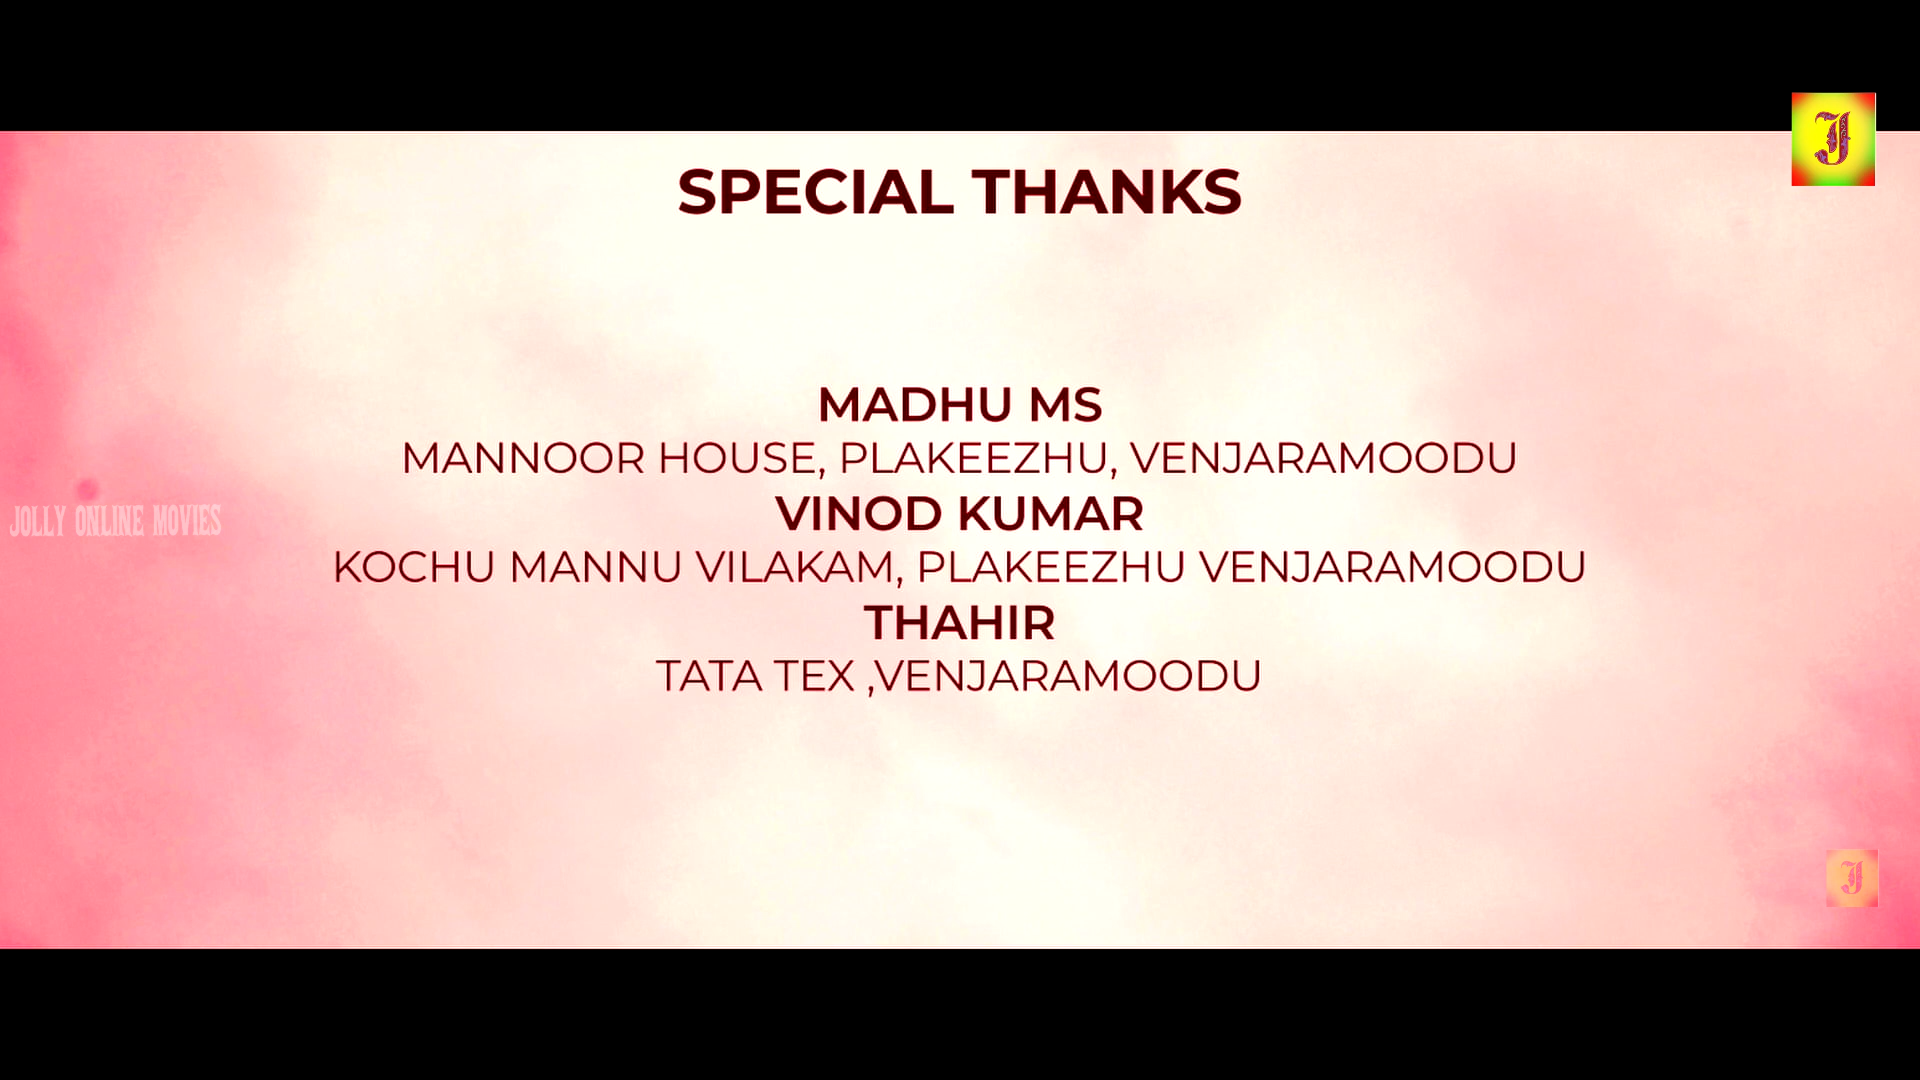 J
SPECIAL THANKS
MADHU MS
MANNOOR HOUSE, PLAKEEZHU, VENJARAMOODU
VINOD KUMAR
JOLLY ONLINE MOVIES
KOCHU MANNU VILAKAM, PLAKEEZHU VENJARAMOODU
THAHIR
TATA TEX ,VENJARAMOODU
J